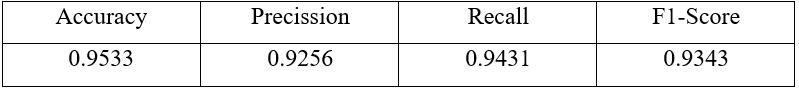 Accuracy Precission Recall F1-Score
0.9533 0.9256 0.9431 0.9343